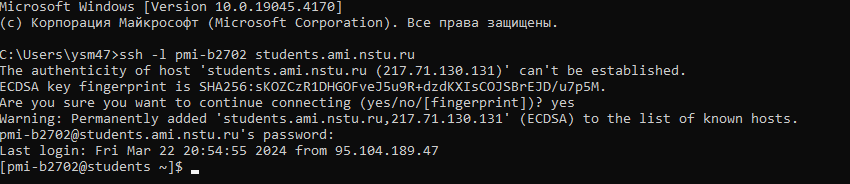 Microsoft Windows [Version 10.0.19045.4170]
(c) Корпорация Майкрософт (Microsoft Corporation). Все права защищены.
C:\Users\ysm47>ssh -l pmi-b2702 students.ami.nstu.ru
The authenticity of host 'students.ami.nstu.ru (217.71.130.131)' can't be established.
ECDSA key fingerprint is SHA256:sKOZCzR1DHGOFveJ5u9R+dzdKXIsCOJSBrEJD/u7p5M.
Are you sure you want to continue connecting (yes/no/[fingerprint])? yes
Warning: Permanently added 'students.ami.nstu.ru,217.71.130.131' (ECDSA) to the list of known hosts.
pmi-b2702@students.ami.nstu.ru's password:
Last login: Fri Mar 22 20:54:55 2024 from 95.104.189.47
[pmi-b2702@students ~]$